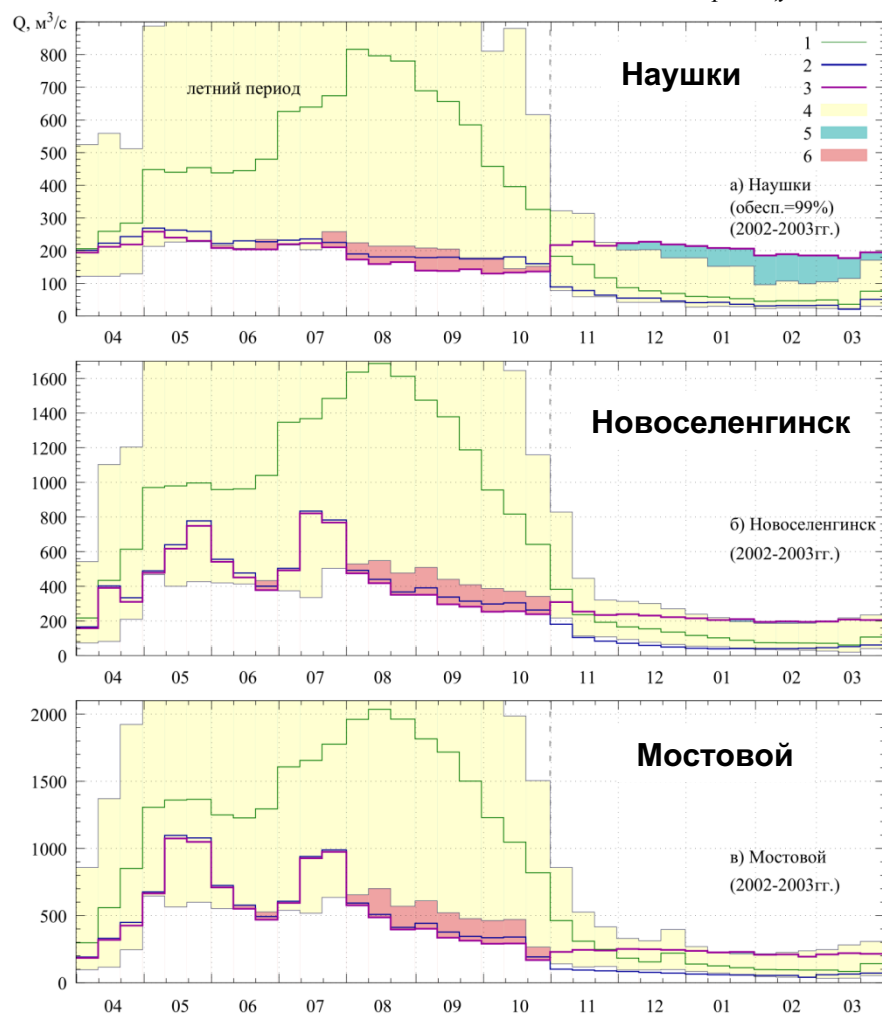 Q, м³/с
900
800
700
600
500
400
300
200
100
0
летний период
Наушки
1
2
3
4
5
6
а) Наушки
(обесп.=99%)
(2002-2003гг.)
04 05 06 07 08 09 10 11 12 01 02 03
1600
1400
1200
1000
800
600
400
200
0
Новоселенгинск
б) Новоселенгинск
(2002-2003гг.)
04 05 06 07 08 09 10 11 12 01 02 03
2000
1500
1000
500
0
Мостовой
в) Мостовой
(2002-2003гг.)
04 05 06 07 08 09 10 11 12 01 02 03